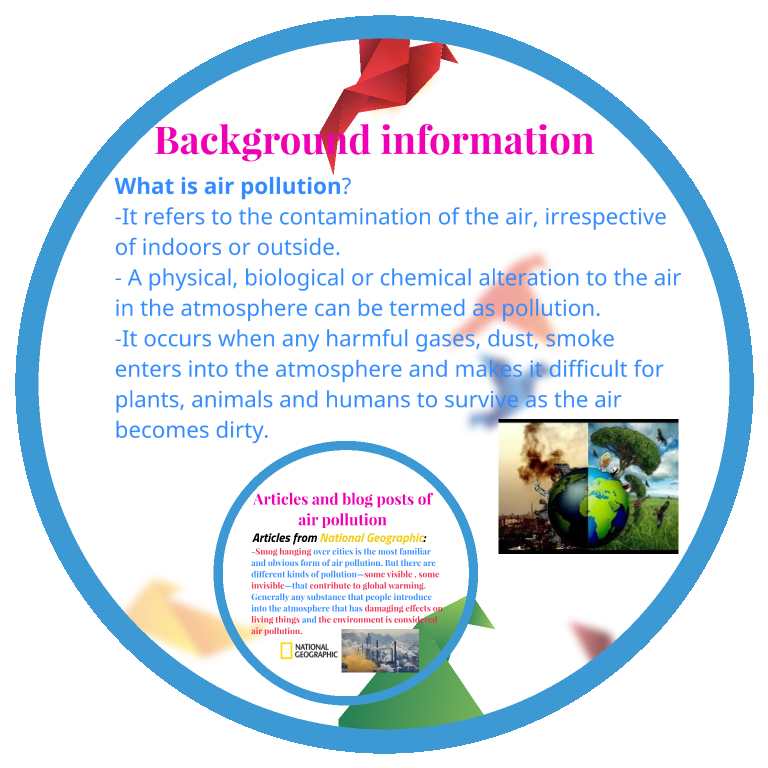 Background information
What is air pollution?
-It refers to the contamination of the air, irrespective
of indoors or outside.
- A physical, biological or chemical alteration to the air
in the atmosphere can be termed as pollution.
-It occurs when any harmful gases, dust, smoke
enters into the atmosphere and makes it difficult for
plants, animals and humans to survive as the air
becomes dirty.
Articles and blog posts of
air pollution
Articles from National Geographic:
-Smog hanging over cities is the most familiar
and obvious form of air pollution. But there are
different kinds of pollution—some visible , some
invisible—that contribute to global warming.
Generally any substance that people introduce
into the atmosphere that has damaging effects on
living things and the environment is considered
air pollution.
NATIONAL
GEOGRAPHIC